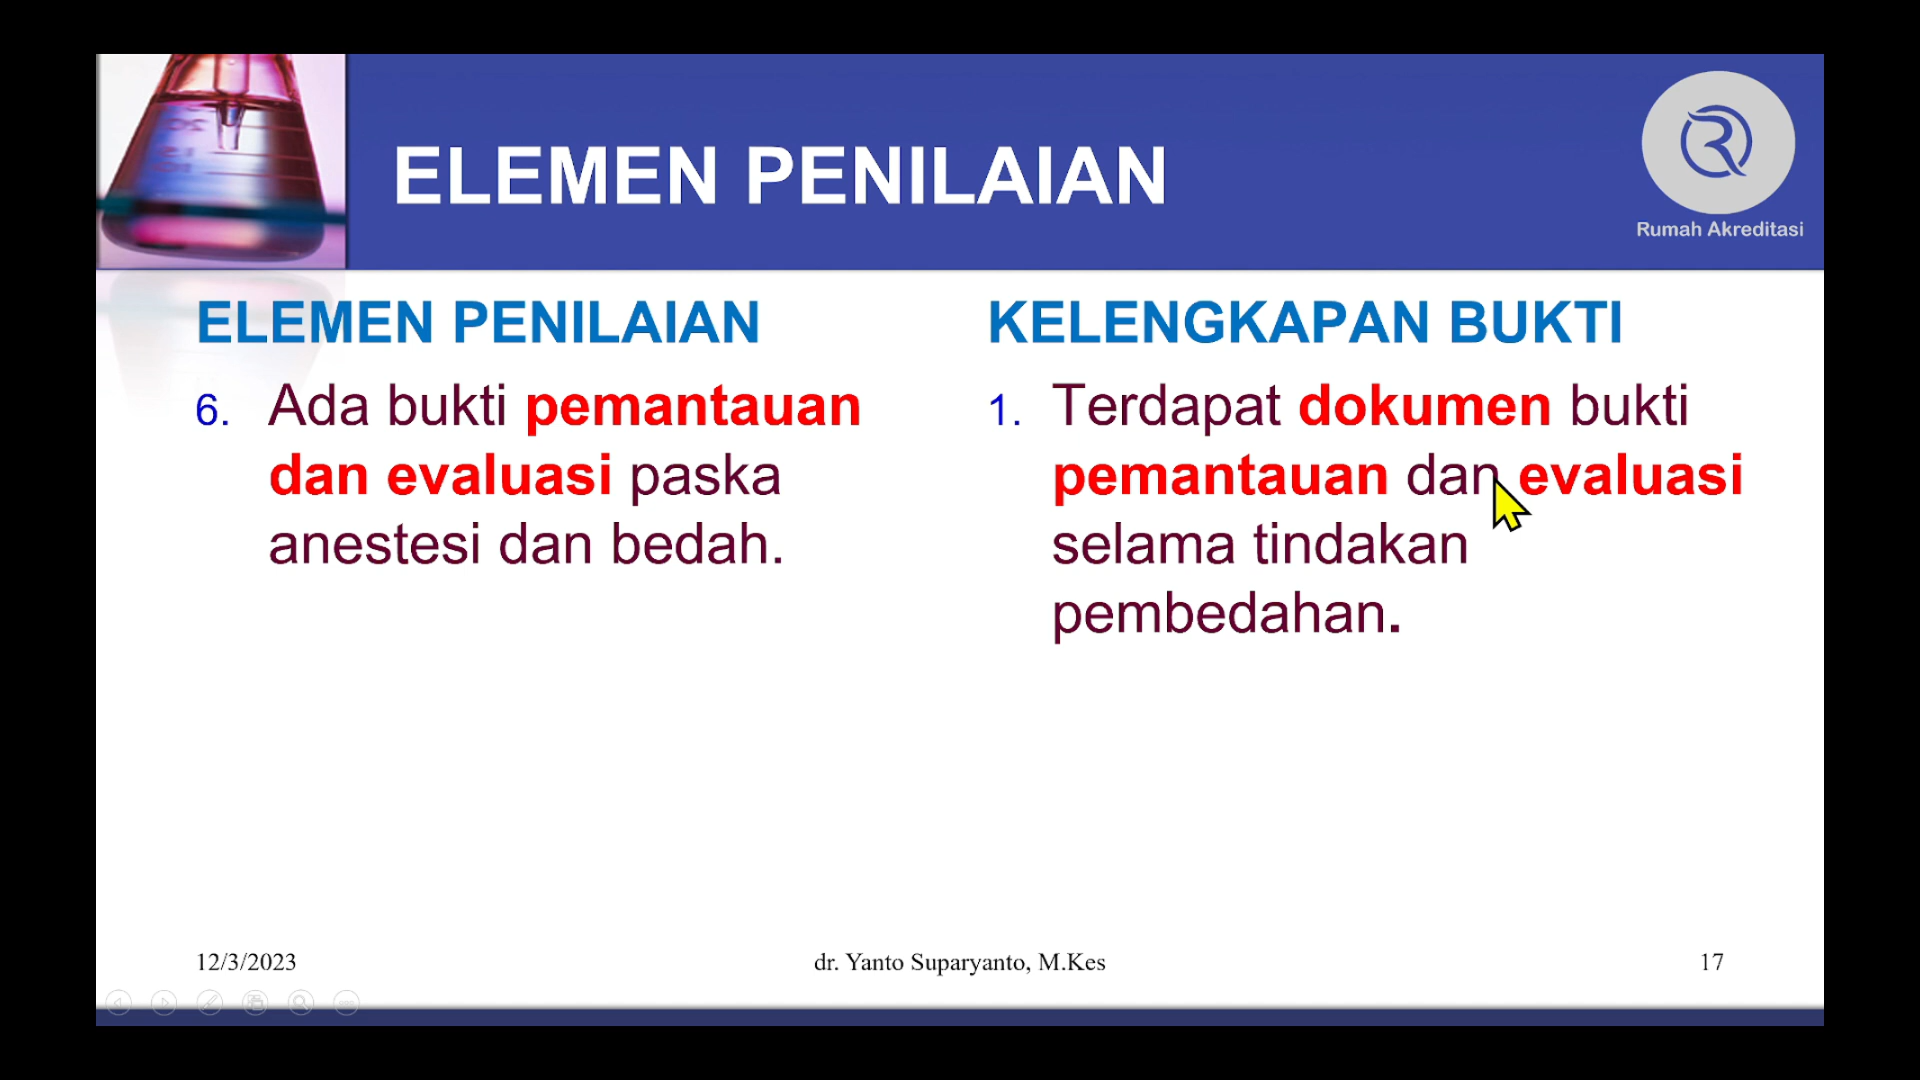 ELEMEN PENILAIAN
Rumah Akreditasi
ELEMEN PENILAIAN
6. Ada bukti pemantauan
dan evaluasi paska
anestesi dan bedah.
KELENGKAPAN BUKTI
1. Terdapat dokumen bukti
pemantauan dan evaluasi
selama tindakan
pembedahan.
12/3/2023
dr. Yanto Suparyanto, M.Kes
17